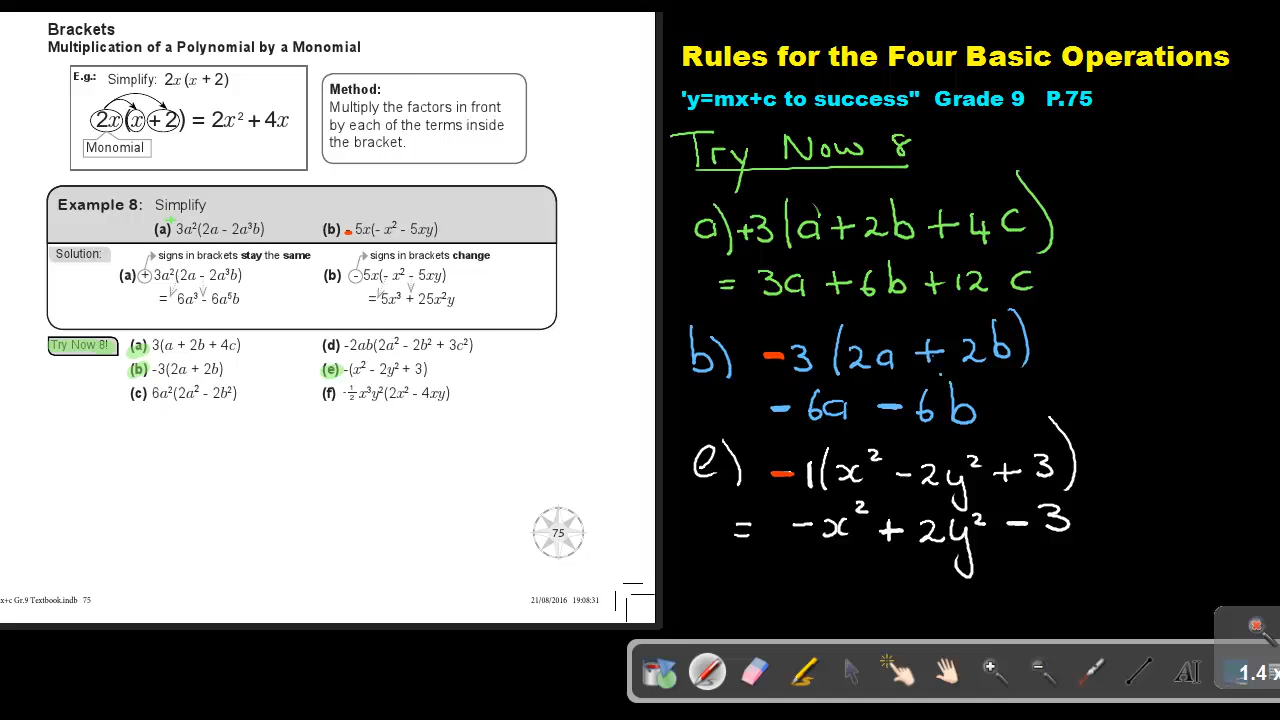 Brackets
Multiplication of a Polynomial by a Monomial
E.g.: Simplify: 2x(x + 2)
2x(x + 2) = 2x² + 4x
Monomial
Method:
Multiply the factors in front
by each of the terms inside
the bracket.
Example 8: Simplify
+
(a) 3a²(2a - 2a³b) (b) -5x(- x² - 5xy)
Solution:
signs in brackets stay the same signs in brackets change
(a) +3a²(2a - 2a³b) (b) -5x(- x² - 5xy)
= 6a³ - 6a⁵b = 5x³ + 25x²y
Try Now 8! (a) 3(a + 2b + 4c) (d) -2ab(2a² - 2b² + 3c²)
(b) -3(2a + 2b) (e) -(x² - 2y² + 3)
(c) 6a²(2a² - 2b²) (f) -½x³y²(2x² - 4xy)
75
x+c Gr.9 Textbook.indb 75 21/08/2016 19:08:31
Rules for the Four Basic Operations
'y=mx+c to success" Grade 9 P.75
Try Now 8
a) +3(a + 2b + 4c)
= 3a + 6b + 12c
b) -3(2a + 2b)
- 6a - 6b
e) -1(x² - 2y² + 3)
= -x² + 2y² - 3
AI
1.4 x